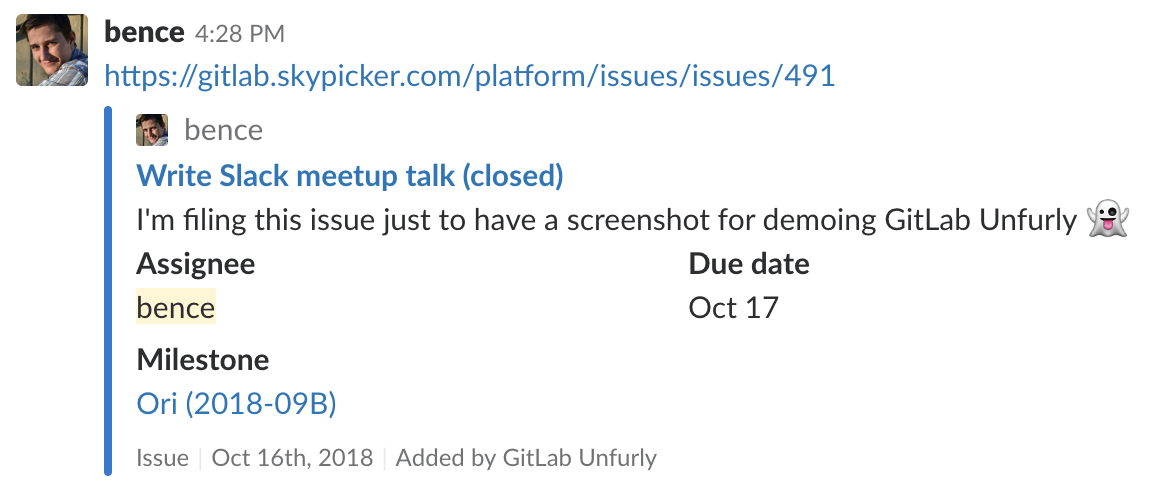 bence 4:28 PM
https://gitlab.skypicker.com/platform/issues/issues/491
bence
Write Slack meetup talk (closed)
I'm filing this issue just to have a screenshot for demoing GitLab Unfurly 👻
Assignee Due date
bence Oct 17
Milestone
Ori (2018-09B)
Issue | Oct 16th, 2018 | Added by GitLab Unfurly